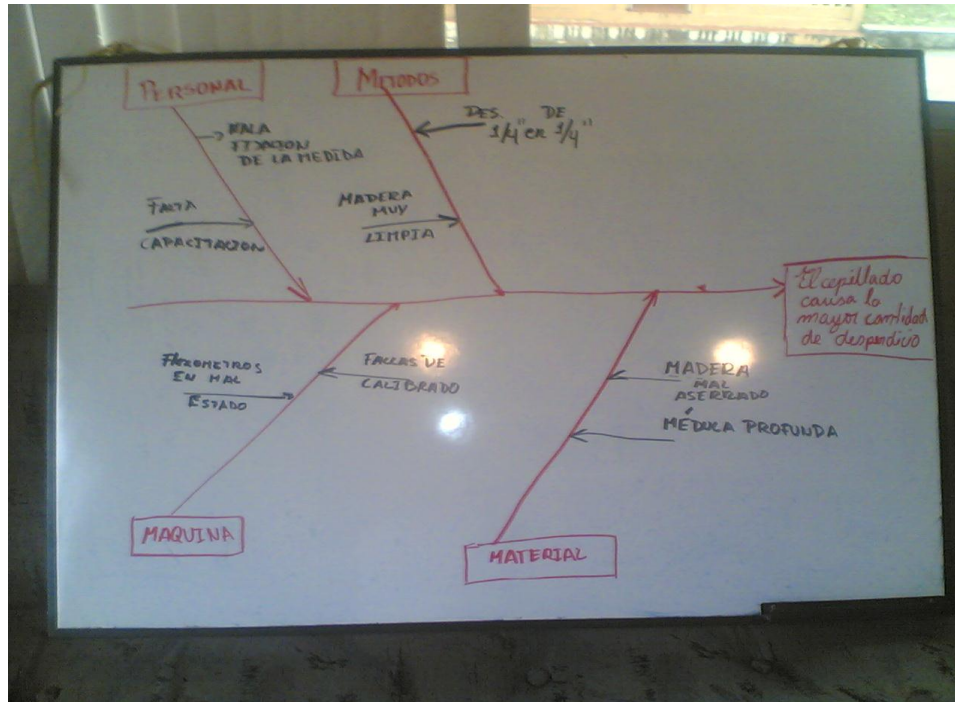 PERSONAL
METODOS
MALA
FIJACION
DE LA MEDIDA
FALTA
CAPACITACION
DES. DE
1/4" en 1/4"
MADERA
MUY
LIMPIA
El cepillado
causa la
mayor cantidad
de desperdicio
FLEXOMETROS
EN MAL
ESTADO
FALLAS DE
CALIBRADO
MADERA
MAL
ASERRADO
MÉDULA PROFUNDA
MAQUINA
MATERIAL